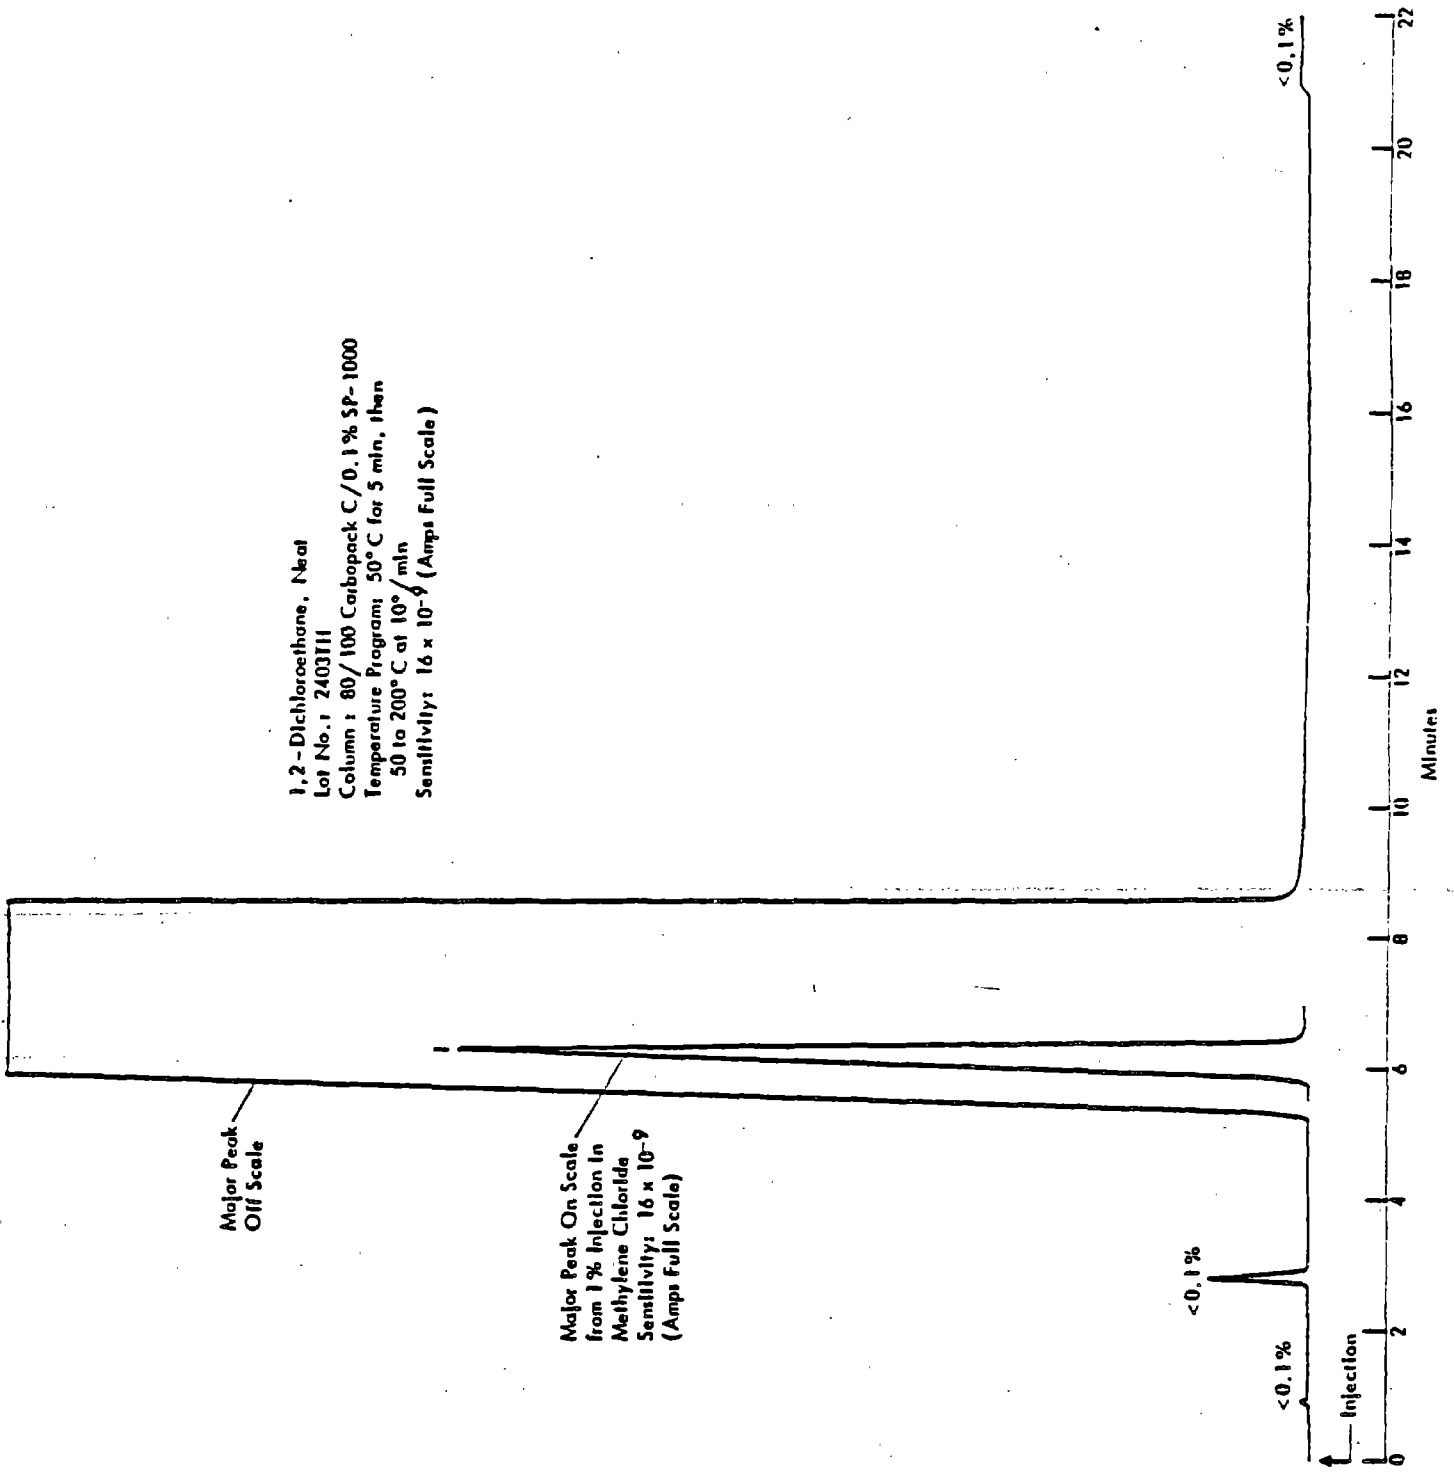 1,2-Dichloroethane, Neat
Lot No.: 2403TH
Column: 80/100 Carbopack C/0.1% SP-1000
Temperature Program: 50°C for 5 min, then
50 to 200°C at 10°/min
Sensitivity: 16 x 10-9 (Amps Full Scale)
Major Peak
Off Scale
Major Peak On Scale
from 1% Injection In
Methylene Chloride
Sensitivity: 16 x 10-9
(Amps Full Scale)
<0.1%
<0.1%
<0.1%
Injection
0 2 4 6 8 10 12 14 16 18 20 22
Minutes